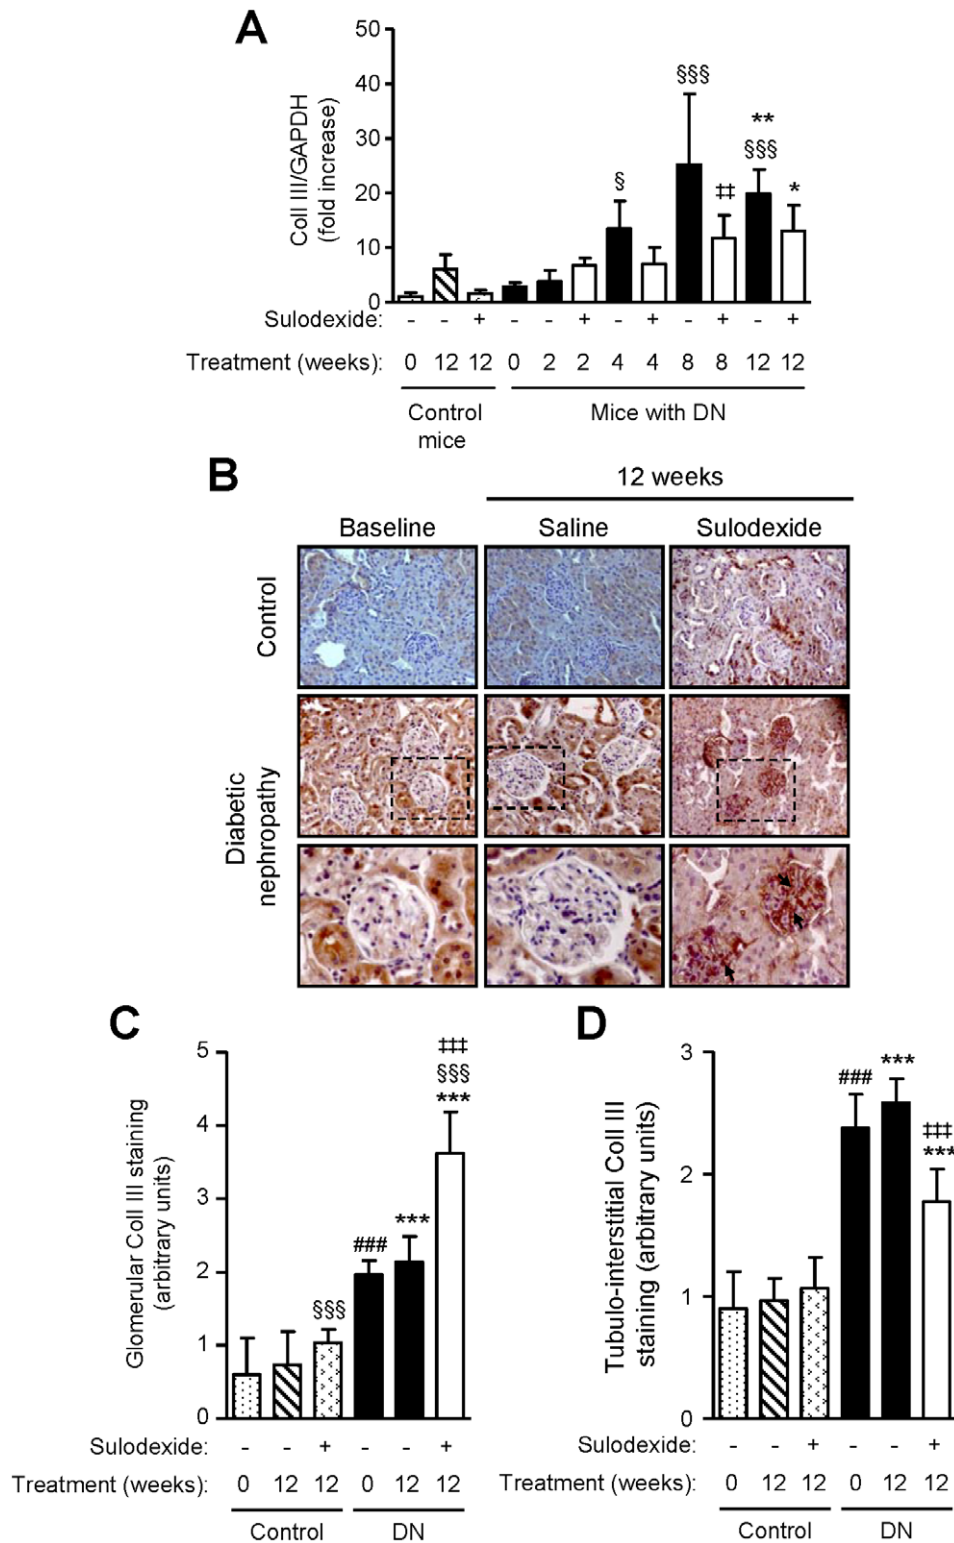 A
50
40
30
20
10
0
Coll III/GAPDH
(fold increase)
§
§§§
‡‡
**
§§§
*
Sulodexide: - - + - - + - + - + - +
Treatment (weeks): 0 12 12 0 2 2 4 4 8 8 12 12
Control
mice
Mice with DN
B
12 weeks
Baseline Saline Sulodexide
Control
Diabetic
nephropathy
C
5
4
3
2
1
0
Glomerular Coll III staining
(arbitrary units)
§§§
###
***
‡‡‡
§§§
***
Sulodexide: - - + - - +
Treatment (weeks): 0 12 12 0 12 12
Control DN
D
3
2
1
0
Tubulo-interstitial Coll III
staining (arbitrary units)
###
***
‡‡‡
***
Sulodexide: - - + - - +
Treatment (weeks): 0 12 12 0 12 12
Control DN